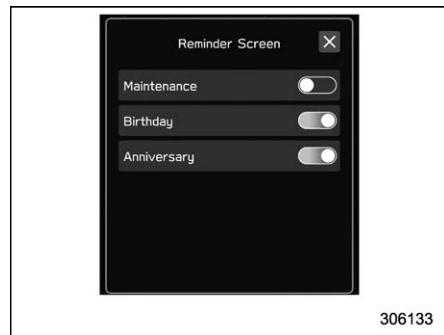 Reminder Screen
Maintenance
Birthday
Anniversary
306133